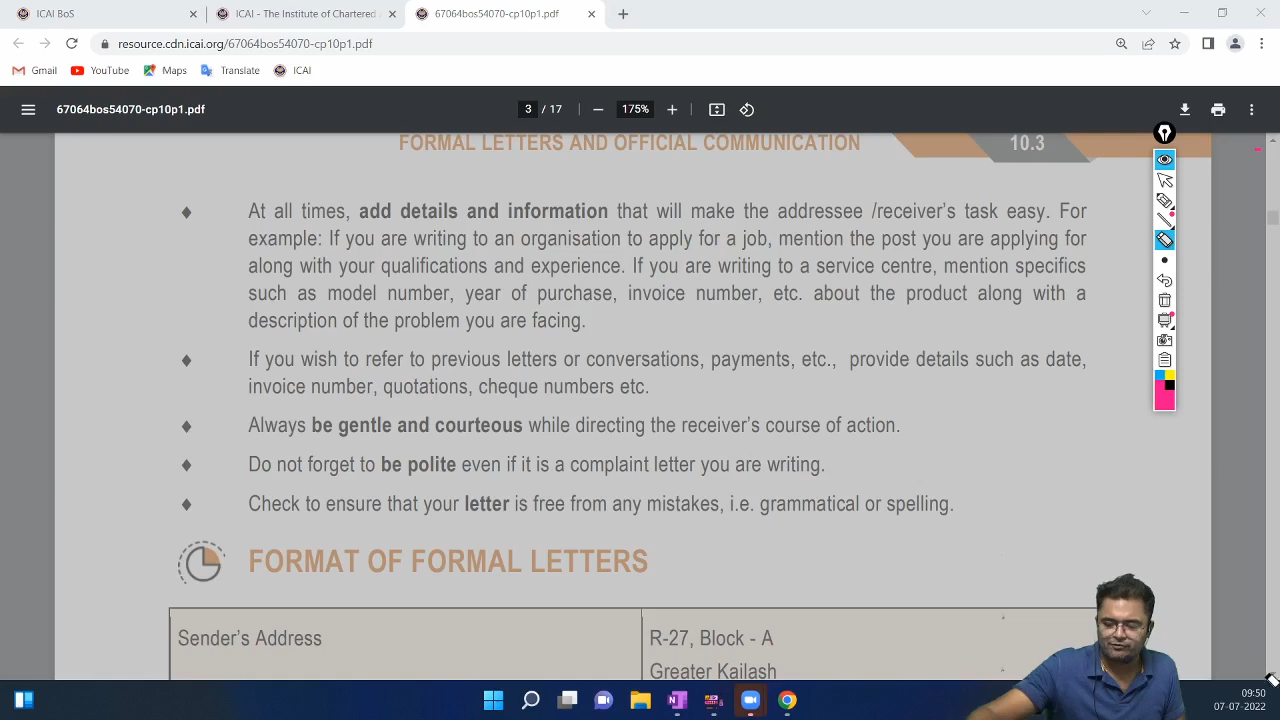 ICAI BoS
ICAI - The Institute of Chartered
67064bos54070-cp10p1.pdf
resource.cdn.icai.org/67064bos54070-cp10p1.pdf
Gmail YouTube Maps Translate ICAI
67064bos54070-cp10p1.pdf 3 / 17 175%
FORMAL LETTERS AND OFFICIAL COMMUNICATION 10.3
♦ At all times, add details and information that will make the addressee /receiver's task easy. For
example: If you are writing to an organisation to apply for a job, mention the post you are applying for
along with your qualifications and experience. If you are writing to a service centre, mention specifics
such as model number, year of purchase, invoice number, etc. about the product along with a
description of the problem you are facing.
♦ If you wish to refer to previous letters or conversations, payments, etc., provide details such as date,
invoice number, quotations, cheque numbers etc.
♦ Always be gentle and courteous while directing the receiver's course of action.
♦ Do not forget to be polite even if it is a complaint letter you are writing.
♦ Check to ensure that your letter is free from any mistakes, i.e. grammatical or spelling.
FORMAT OF FORMAL LETTERS
Sender's Address
R-27, Block - A
Greater Kailash
09:50
07-07-2022